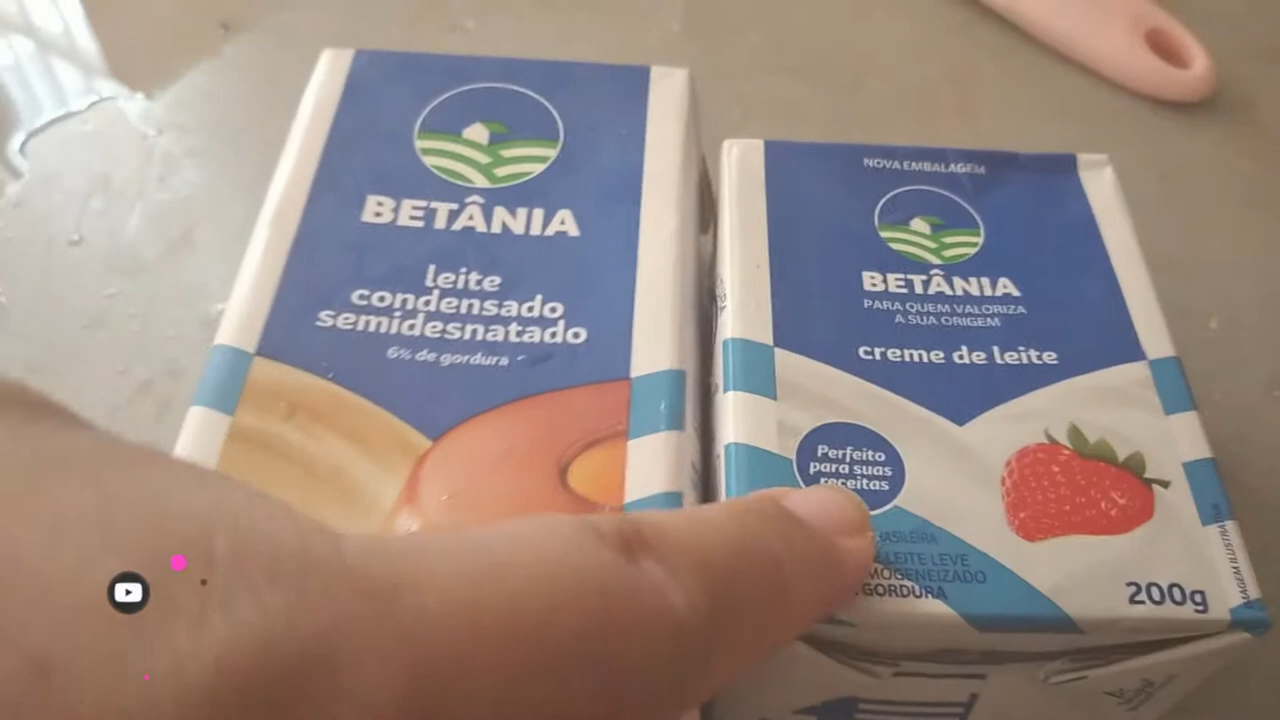 BETÂNIA
leite
condensado
semidesnatado
6% de gordura
NOVA EMBALAGEM
BETÂNIA
PARA QUEM VALORIZA
A SUA ORIGEM
creme de leite
Perfeito
para suas
receitas
LEITE LEVE
GORDURA
200g